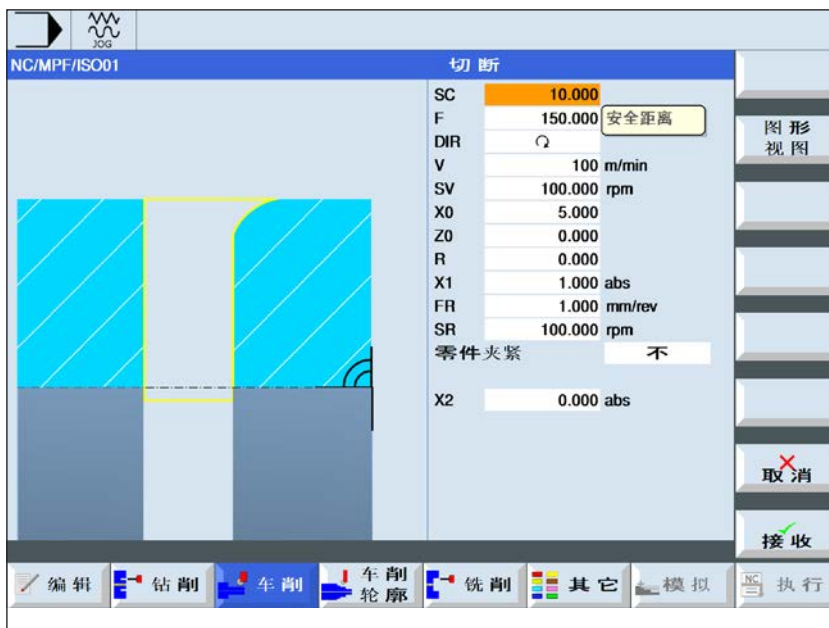 JOG
NC/MPF/ISO01
切断
SC 10.000
F 150.000 安全距离
DIR
V 100 m/min
SV 100.000 rpm
X0 5.000
Z0 0.000
R 0.000
X1 1.000 abs
FR 1.000 mm/rev
SR 100.000 rpm
零件夹紧 不
X2 0.000 abs
图形
视图
取消
接收
编辑
钻削
车削
车削
轮廓
铣削
其它
模拟
NC
执行